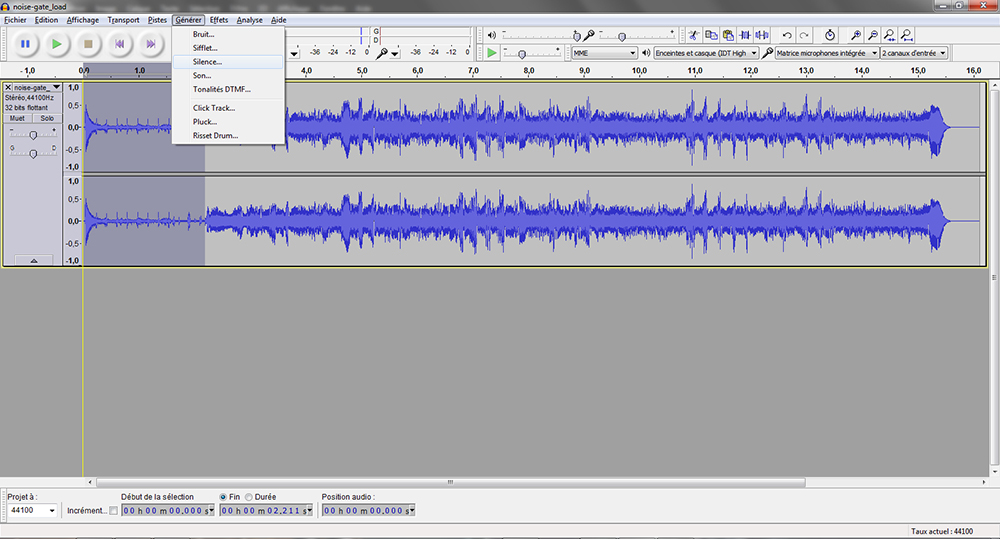 noise-gate_load
Fichier Edition Affichage Transport Pistes Générer Effets Analyse Aide
Bruit...
Sifflet...
Silence...
Son...
Tonalités DTMF...
Click Track...
Pluck...
Risset Drum...
G
D
-36 -24 -12 0
-36 -24 -12 0
MME
Enceintes et casque (IDT High
Matrice microphones intégrée
2 canaux d'entrée
-1,0 0,0 1,0 4,0 5,0 6,0 7,0 8,0 9,0 10,0 11,0 12,0 13,0 14,0 15,0 16,0
noise-gate_
Stéréo,44100Hz
32 bits flottant
Muet Solo
- +
G D
1,0
0,5
0,0
-0,5
-1,0
1,0
0,5
0,0
-0,5
-1,0
Projet à : Début de la sélection Fin Durée Position audio :
44100 Incrément... 00 h 00 m 00,000 s 00 h 00 m 02,211 s 00 h 00 m 00,000 s
Taux actuel : 44100